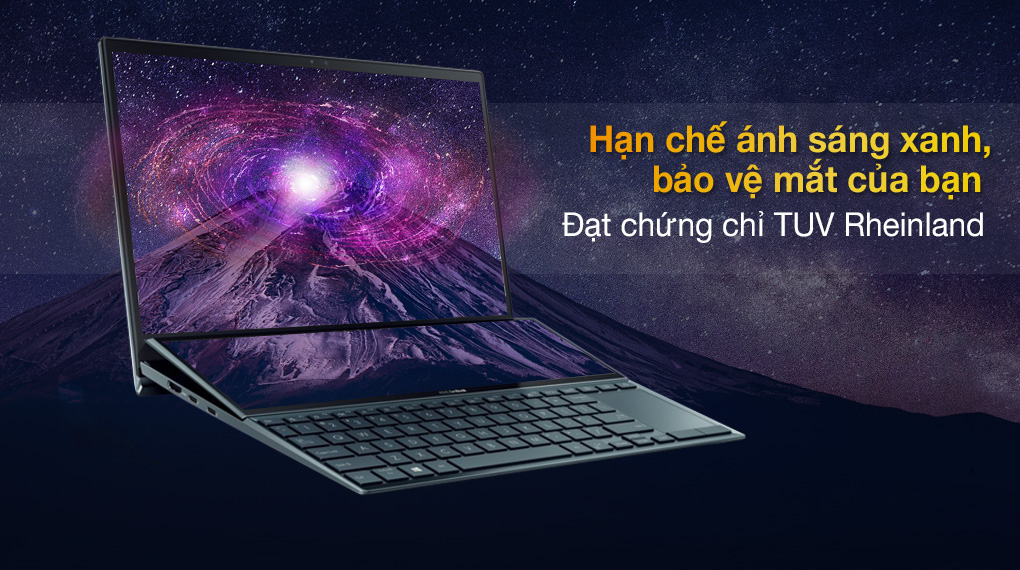 Hạn chế ánh sáng xanh,
bảo vệ mắt của bạn
Đạt chứng chỉ TUV Rheinland